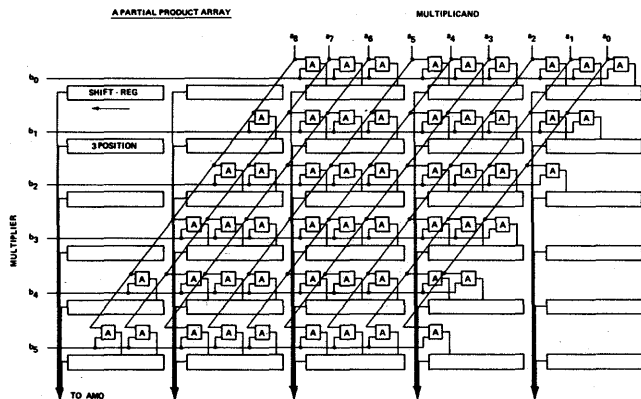 A PARTIAL PRODUCT ARRAY
MULTIPLICAND
a8 a7 a6 a5 a4 a3 a2 a1 a0
b0 A A A A A A A A A
SHIFT - REG
b1 A A A A A A A A A
3 POSITION
b2 A A A A A A A A A
MULTIPLIER
b3 A A A A A A A A A
b4 A A A A A A A A A
b5 A A A A A A A A A
TO AMO